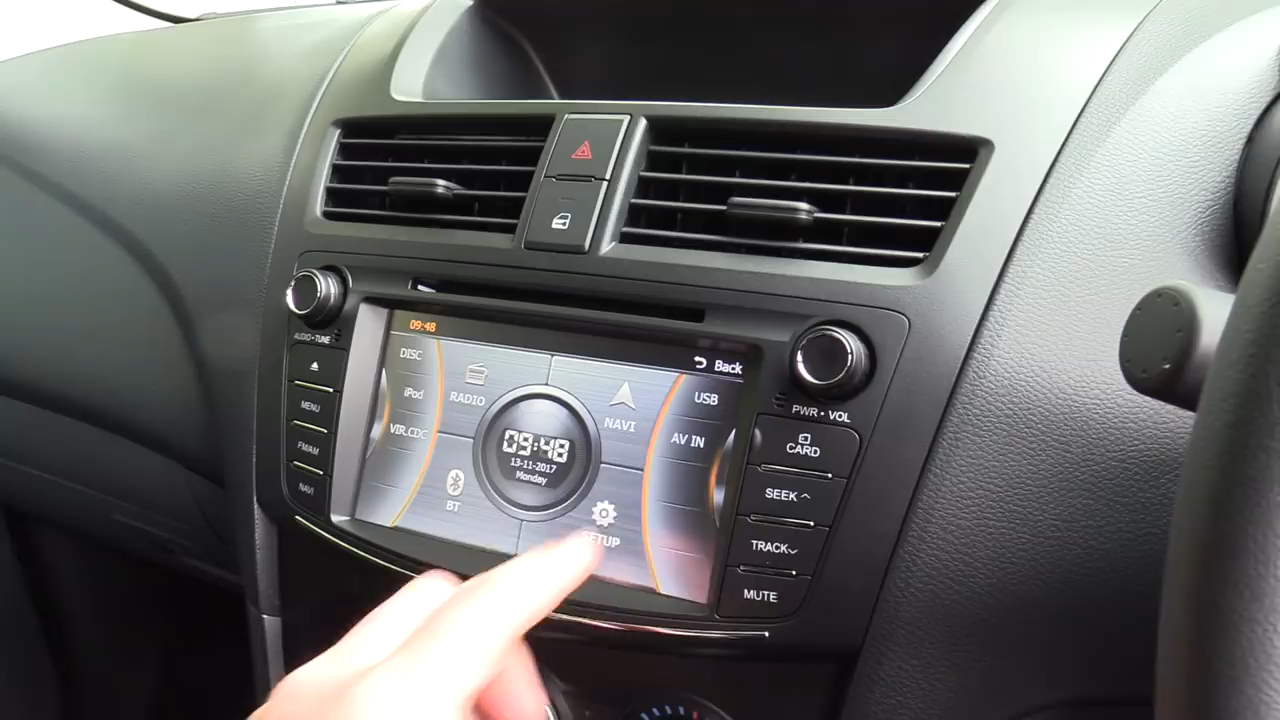 09:48
Back
DISC
iPod
VIR.CDC
RADIO
NAVI
09:48
13-11-2017
Monday
BT
SETUP
USB
AV IN
AUDIO•TUNE
MENU
FM/AM
NAVI
PWR • VOL
CARD
SEEK
TRACK
MUTE